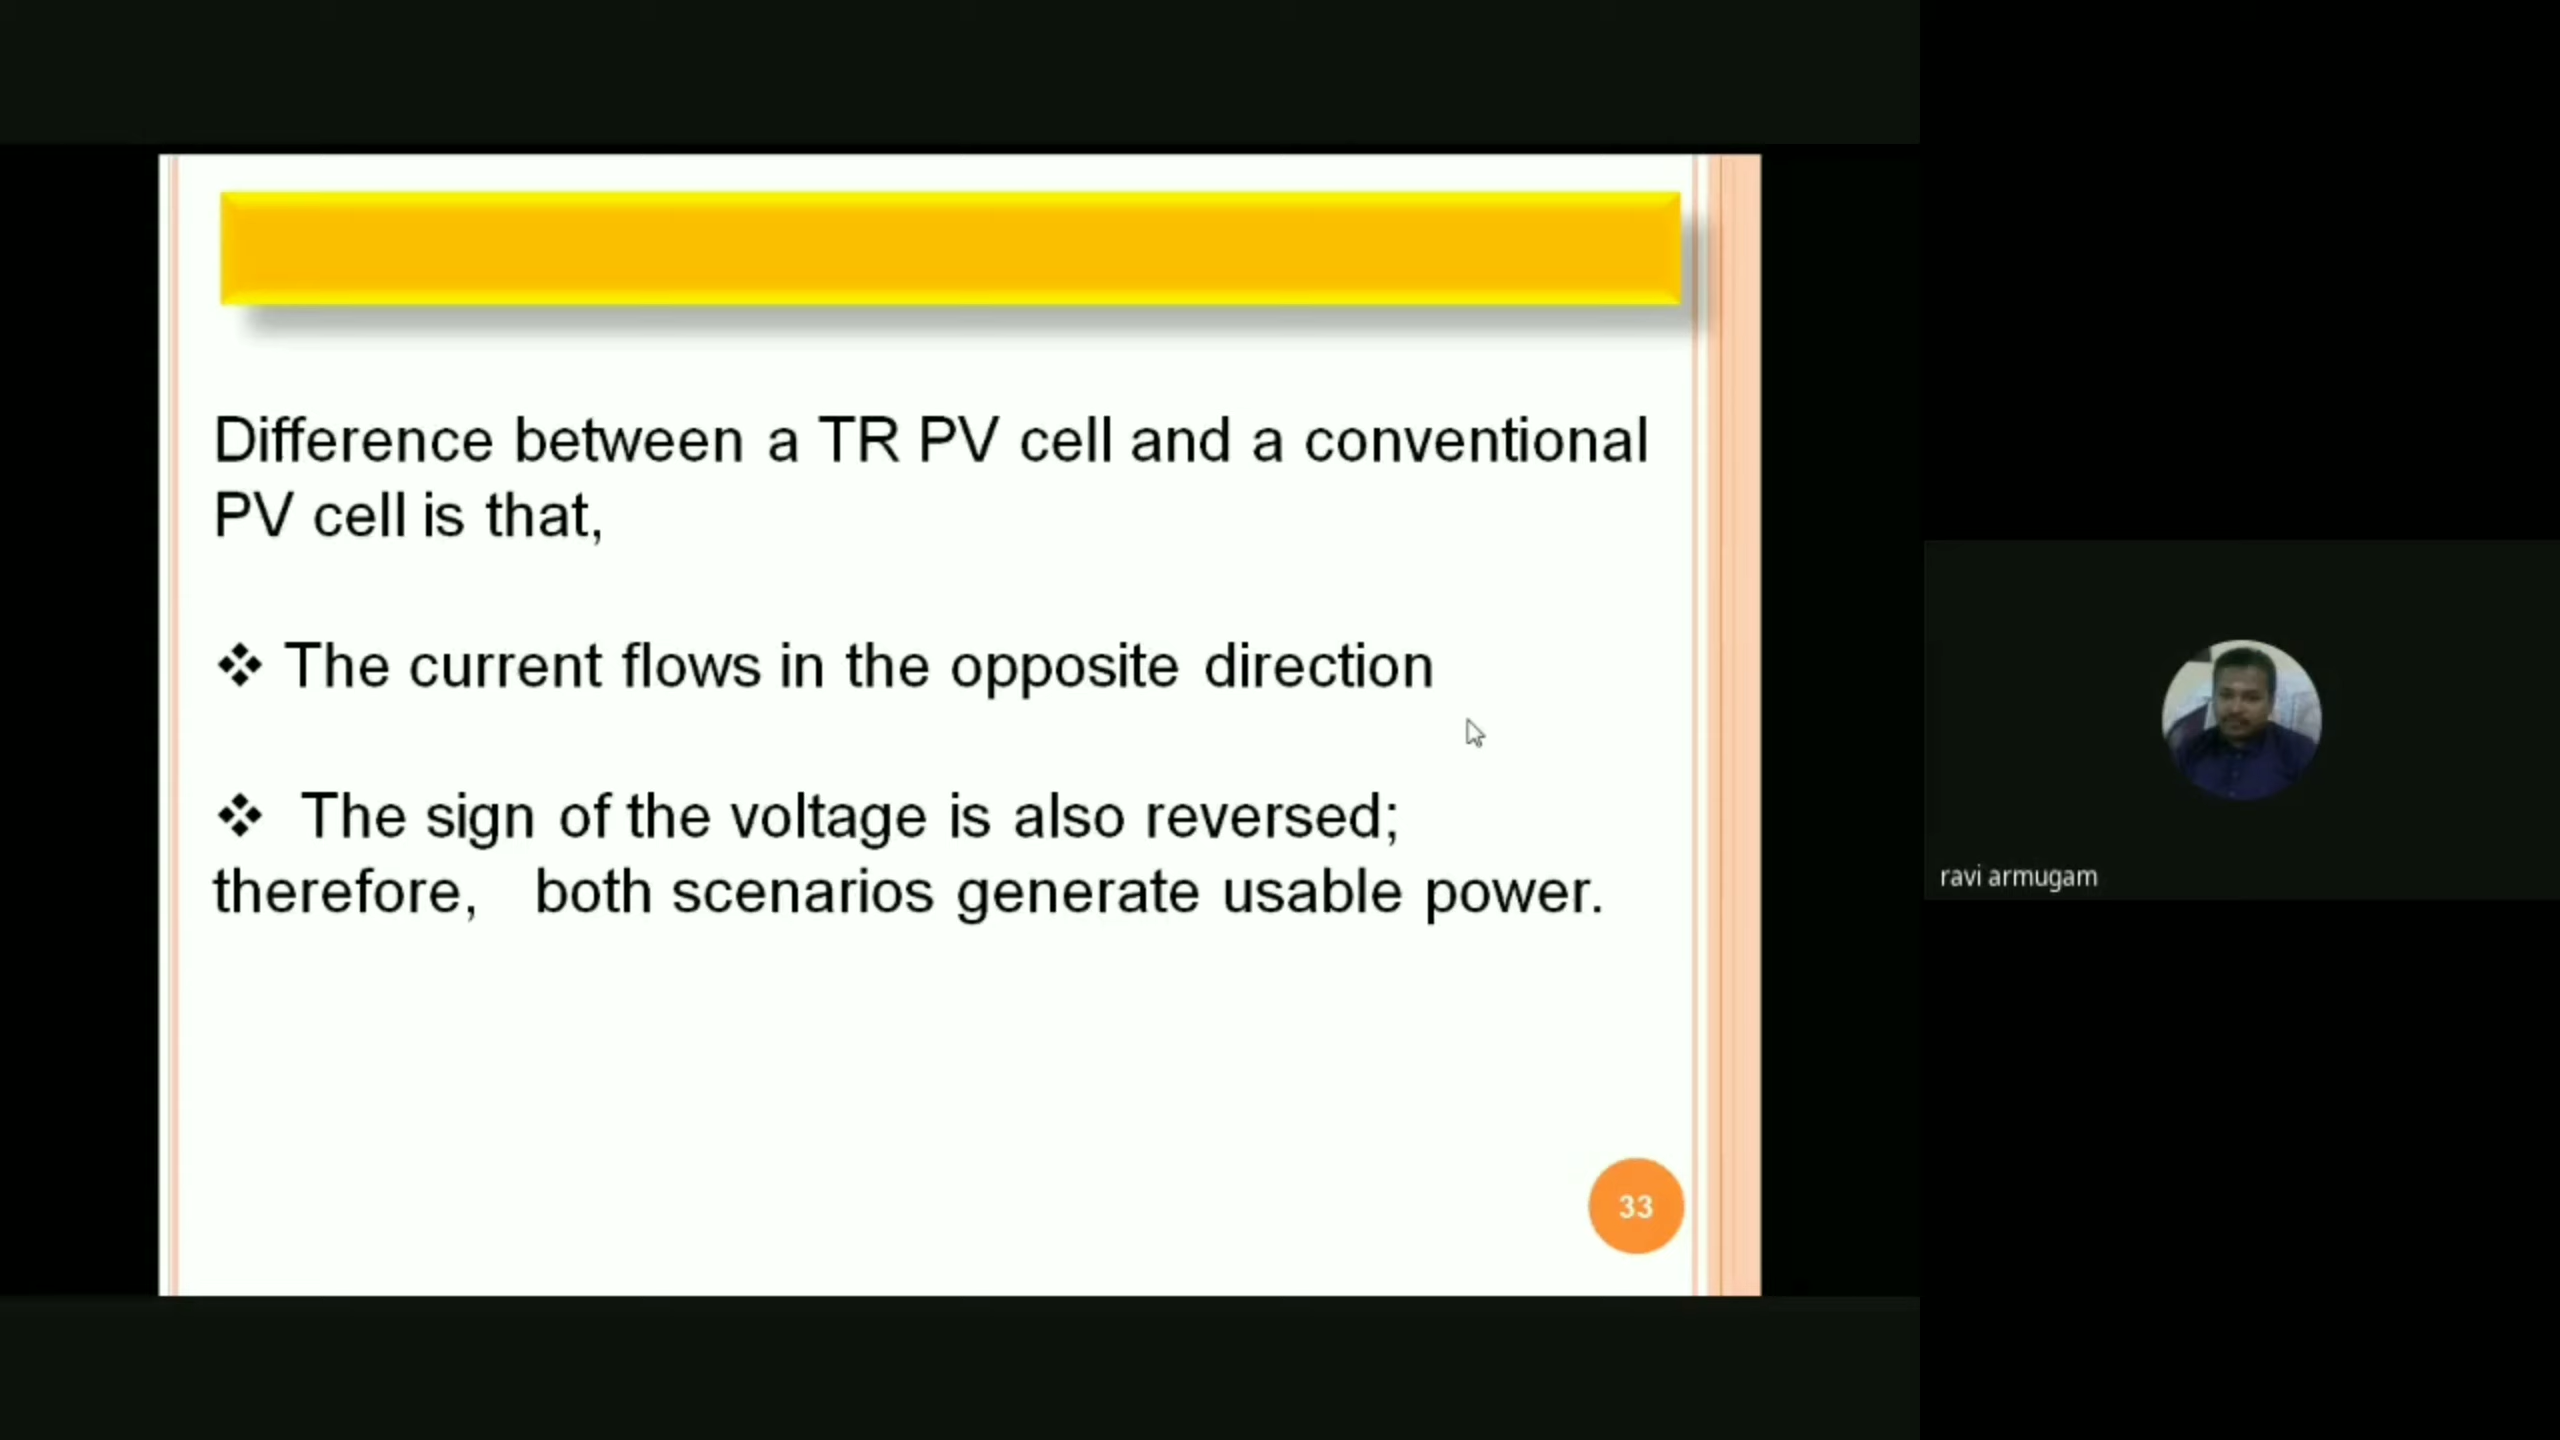 Difference between a TR PV cell and a conventional
PV cell is that,
❖ The current flows in the opposite direction
❖ The sign of the voltage is also reversed;
therefore, both scenarios generate usable power.
33
ravi armugam